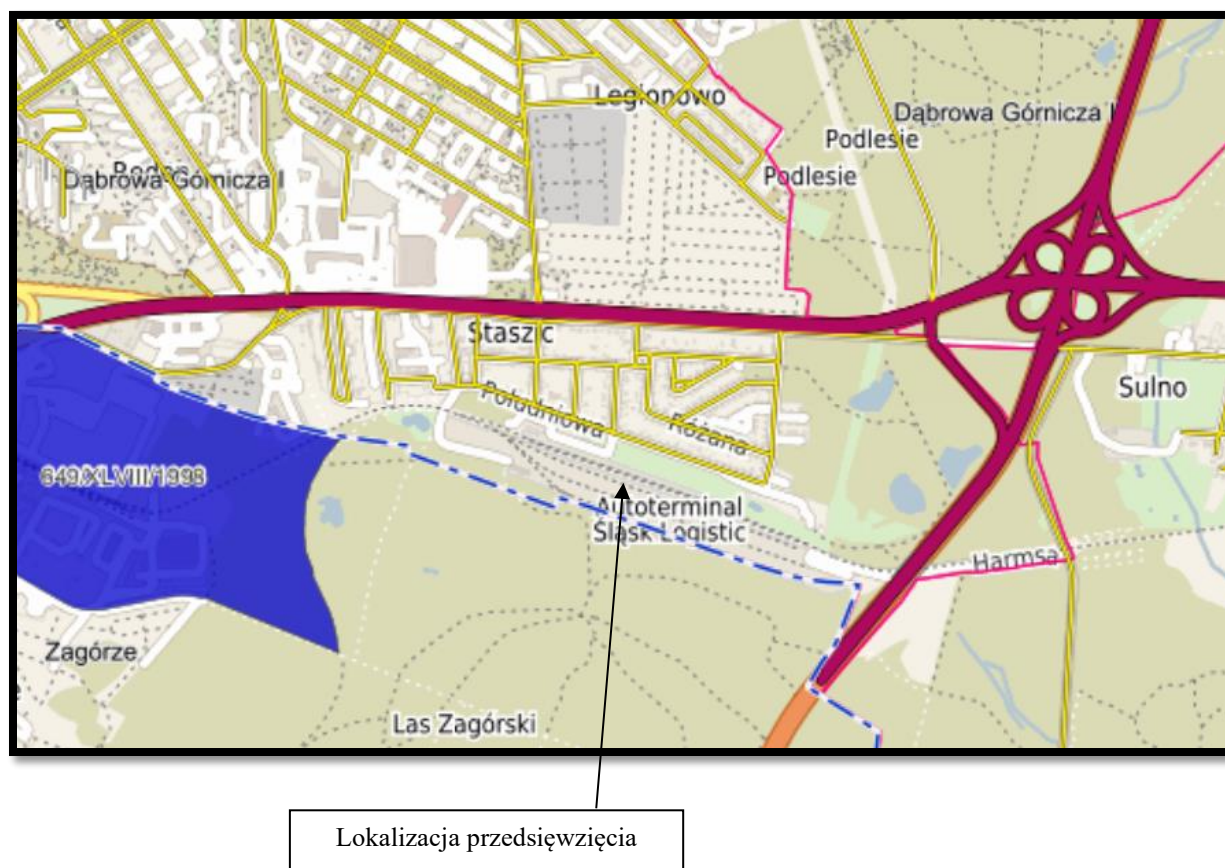 Legionowo
Dąbrowa Górnicza I
Podlesie
Dąbrowa Górnicza I
Podlesie
Staszic
Sulno
Południowa
Różana
649/XLVIII/1998
Autoterminal
Śląsk Logistic
Harmsa
Zagórze
Las Zagórski
Lokalizacja przedsięwzięcia